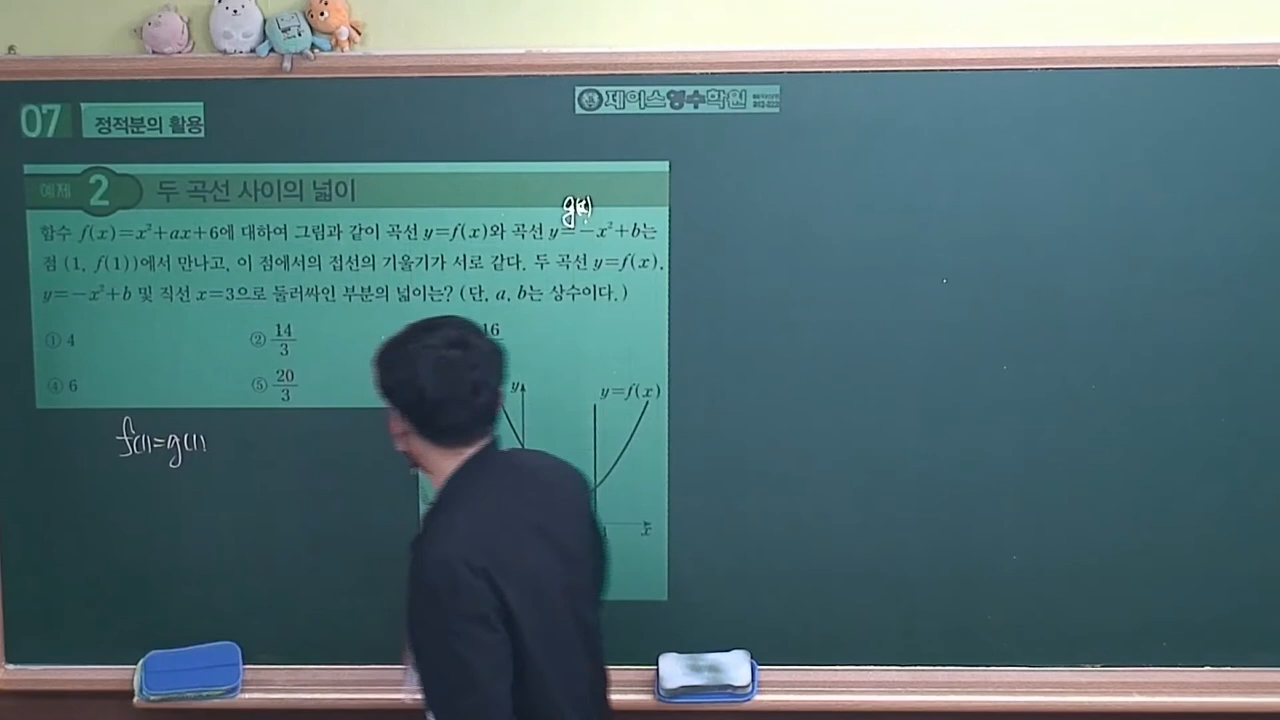 07 정적분의 활용
제이스영수학원
예제 2 두 곡선 사이의 넓이
g(x)
함수 f(x)=x²+ax+6에 대하여 그림과 같이 곡선 y=f(x)와 곡선 y=-x²+b는
점 (1, f(1))에서 만나고, 이 점에서의 접선의 기울기가 서로 같다. 두 곡선 y=f(x),
y=-x²+b 및 직선 x=3으로 둘러싸인 부분의 넓이는? (단, a, b는 상수이다.)
① 4 ② 14/3 16
④ 6 ⑤ 20/3
y y=f(x)
f(1)=g(1)
x